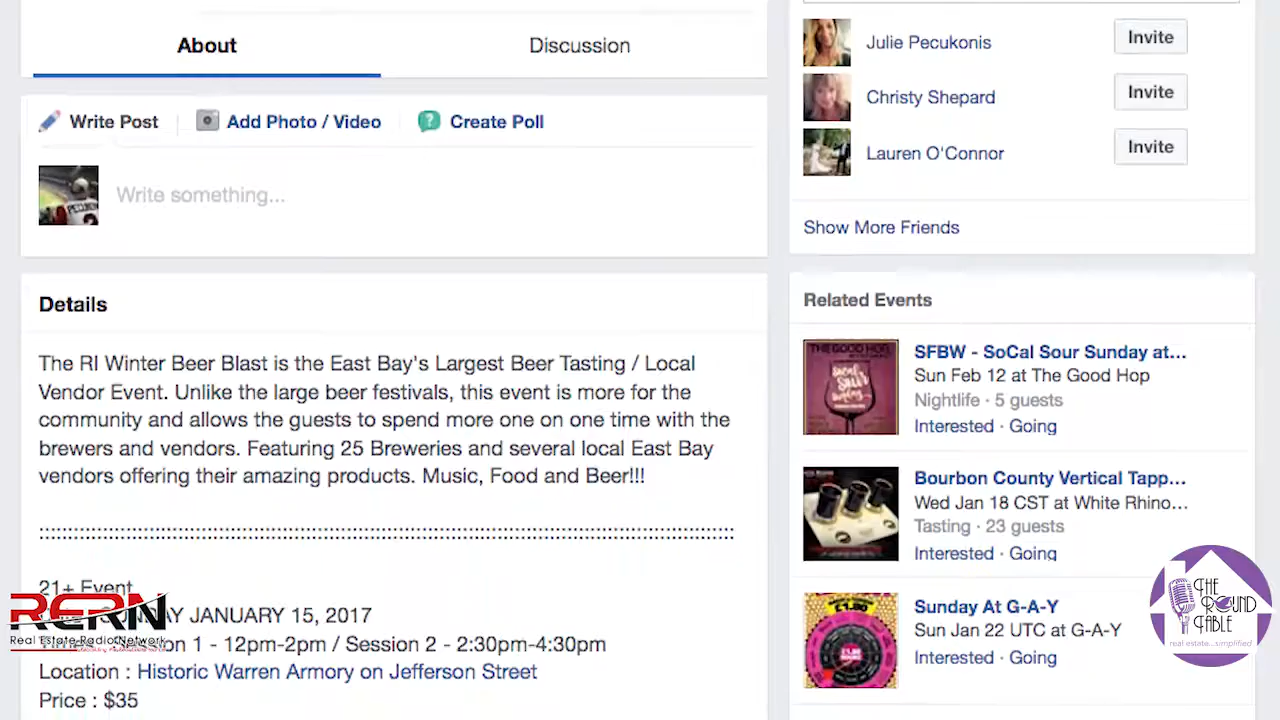 About
Discussion
Write Post
Add Photo / Video
Create Poll
Write something...
Details
The RI Winter Beer Blast is the East Bay's Largest Beer Tasting / Local
Vendor Event. Unlike the large beer festivals, this event is more for the
community and allows the guests to spend more one on one time with the
brewers and vendors. Featuring 25 Breweries and several local East Bay
vendors offering their amazing products. Music, Food and Beer!!!
::::::::::::::::::::::::::::::::::::::::::::::::::::::::::::::::::::::::::::::::::::::::::::::::::::::::::::::::::::
21+ Event
JANUARY 15, 2017
1 - 12pm-2pm / Session 2 - 2:30pm-4:30pm
Location : Historic Warren Armory on Jefferson Street
Price : $35
RERN
Real Estate Radio Network
Julie Pecukonis
Invite
Christy Shepard
Invite
Lauren O'Connor
Invite
Show More Friends
Related Events
SFBW - SoCal Sour Sunday at...
Sun Feb 12 at The Good Hop
Nightlife · 5 guests
Interested · Going
Bourbon County Vertical Tapp...
Wed Jan 18 CST at White Rhino...
Tasting · 23 guests
Interested · Going
Sunday At G-A-Y
Sun Jan 22 UTC at G-A-Y
Interested · Going
THE GOOD HOP
SoCal
Sour
Sunday
£1.80
THE
ROUND
TABLE
real estate...simplified